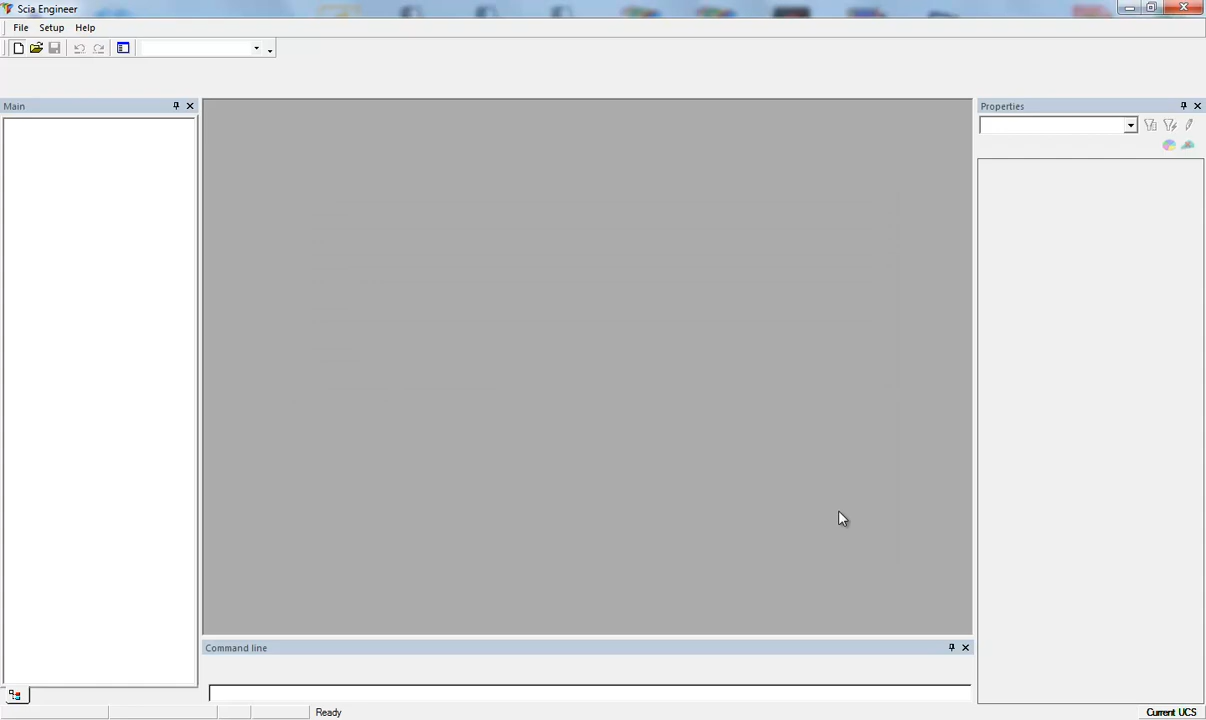 Scia Engineer
File Setup Help
Main
Properties
Command line
Ready
Current UCS